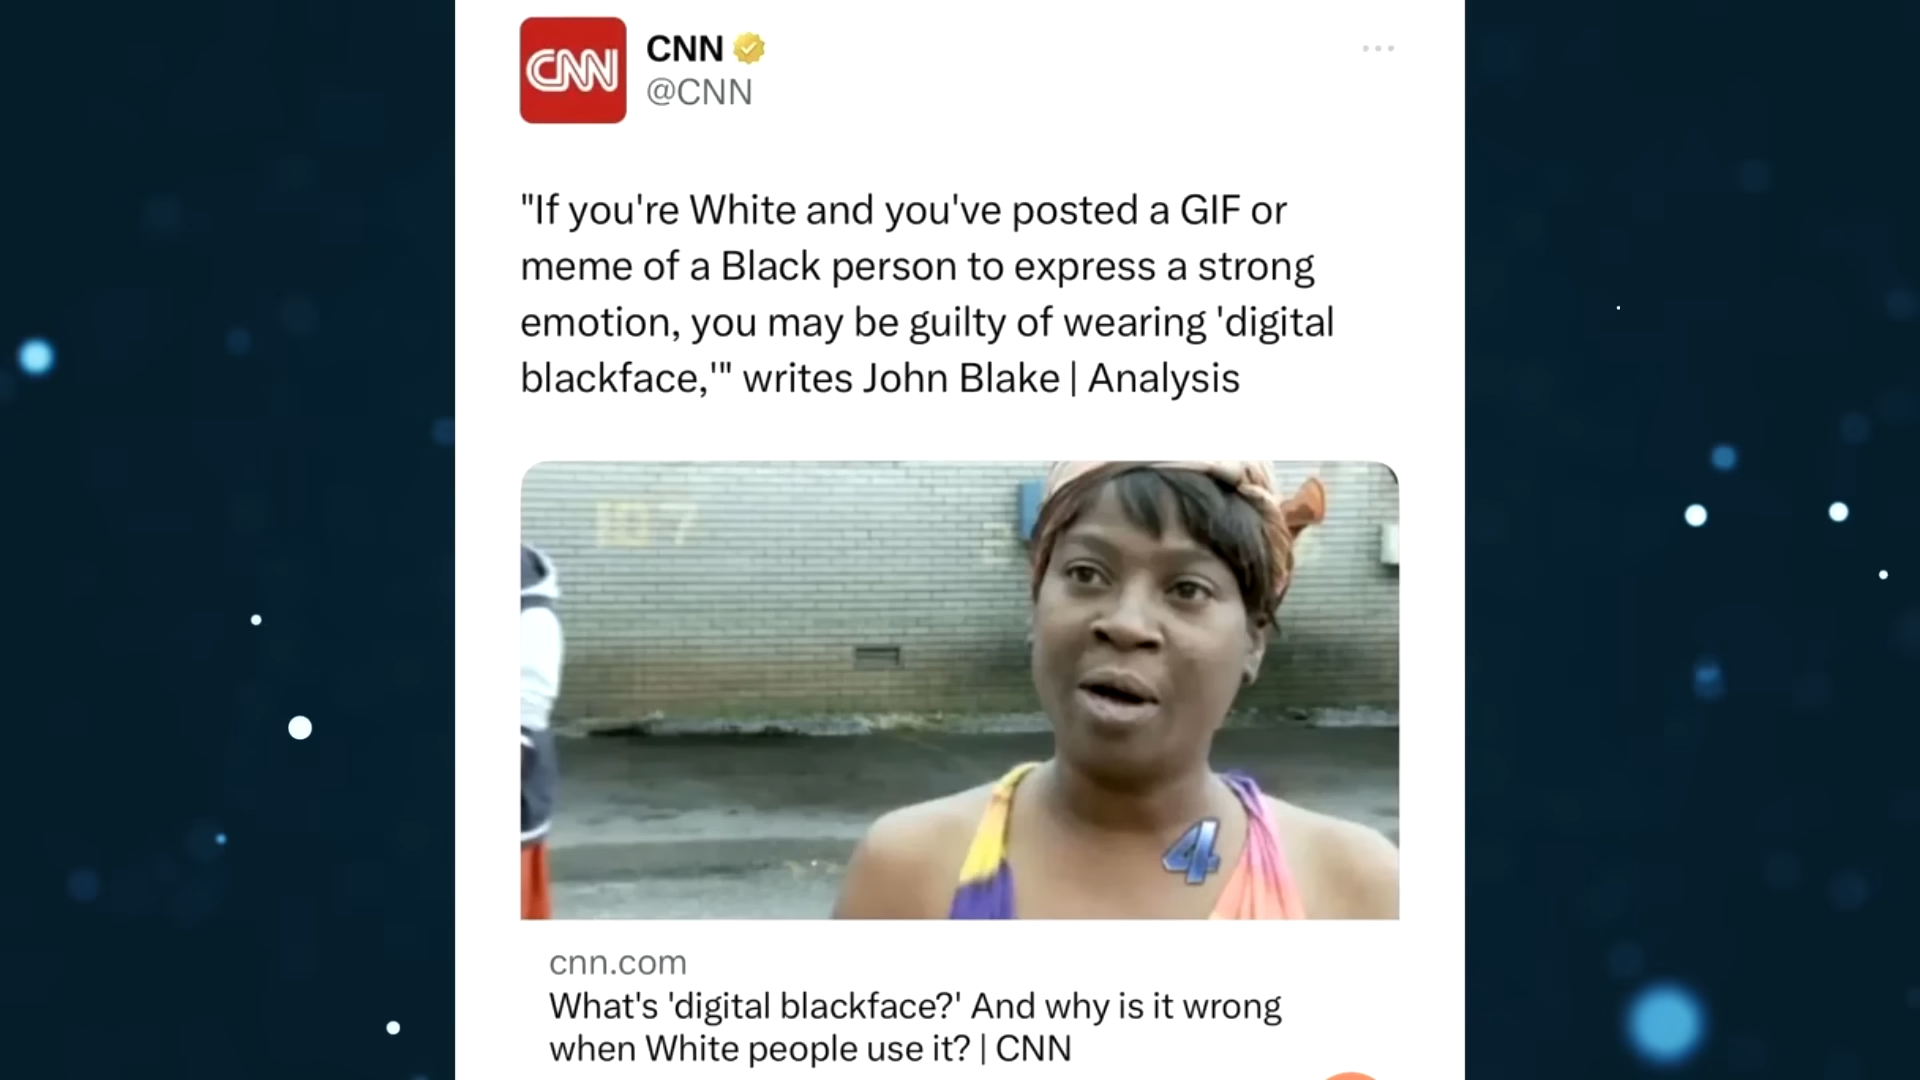 CNN
CNN
@CNN
"If you're White and you've posted a GIF or
meme of a Black person to express a strong
emotion, you may be guilty of wearing 'digital
blackface,'" writes John Blake | Analysis
107
4
cnn.com
What's 'digital blackface?' And why is it wrong
when White people use it? | CNN